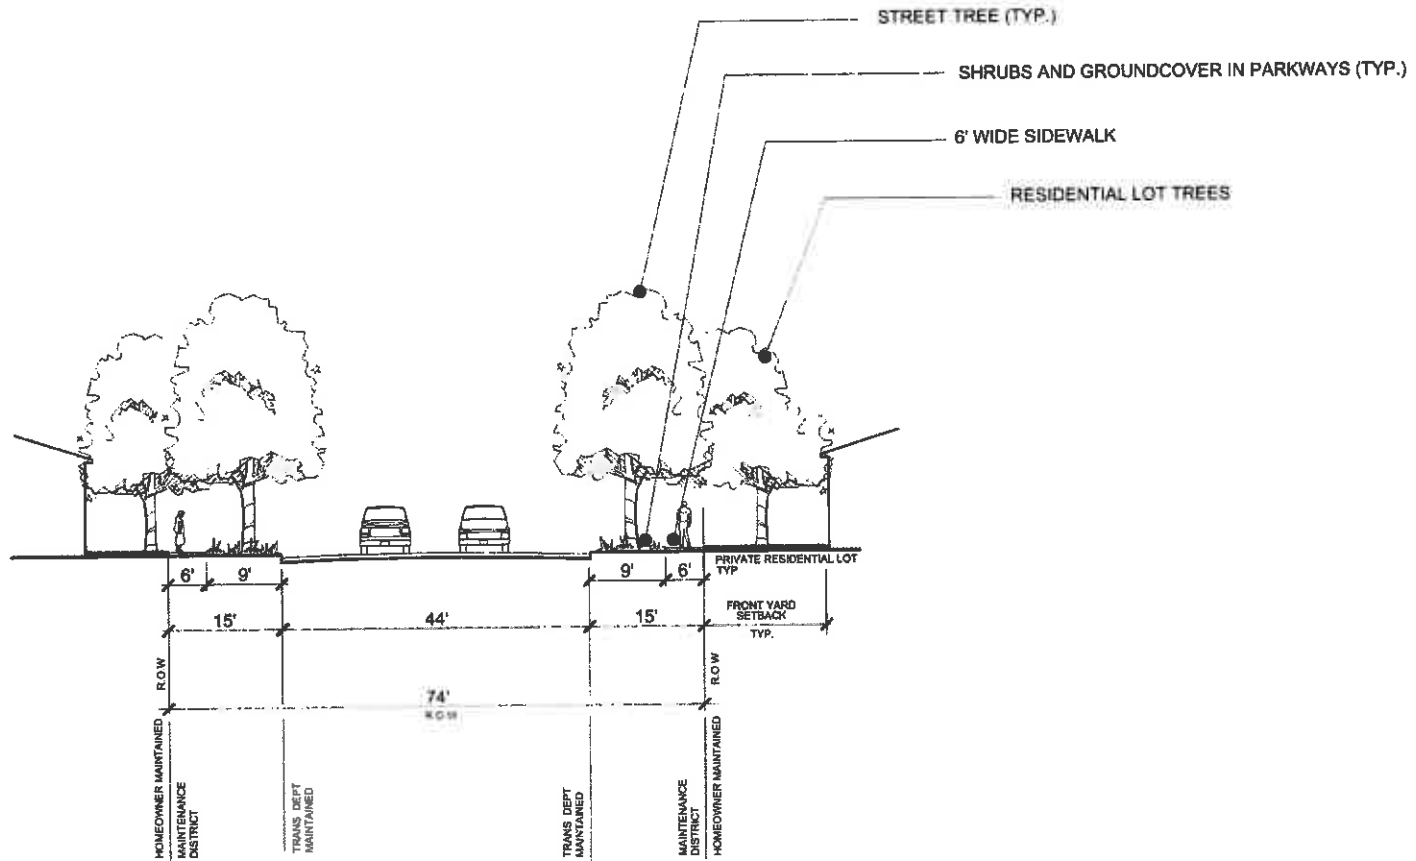 STREET TREE (TYP.)
SHRUBS AND GROUNDCOVER IN PARKWAYS (TYP.)
6' WIDE SIDEWALK
RESIDENTIAL LOT TREES
6'
9'
9'
6'
PRIVATE RESIDENTIAL LOT
TYP
15'
44'
15'
FRONT YARD
SETBACK
TYP.
R.O.W
R.O.W
74'
R.O.W
HOMEOWNER MAINTAINED
MAINTENANCE
DISTRICT
TRANS DEPT
MAINTAINED
TRANS DEPT
MAINTAINED
MAINTENANCE
DISTRICT
HOMEOWNER MAINTAINED